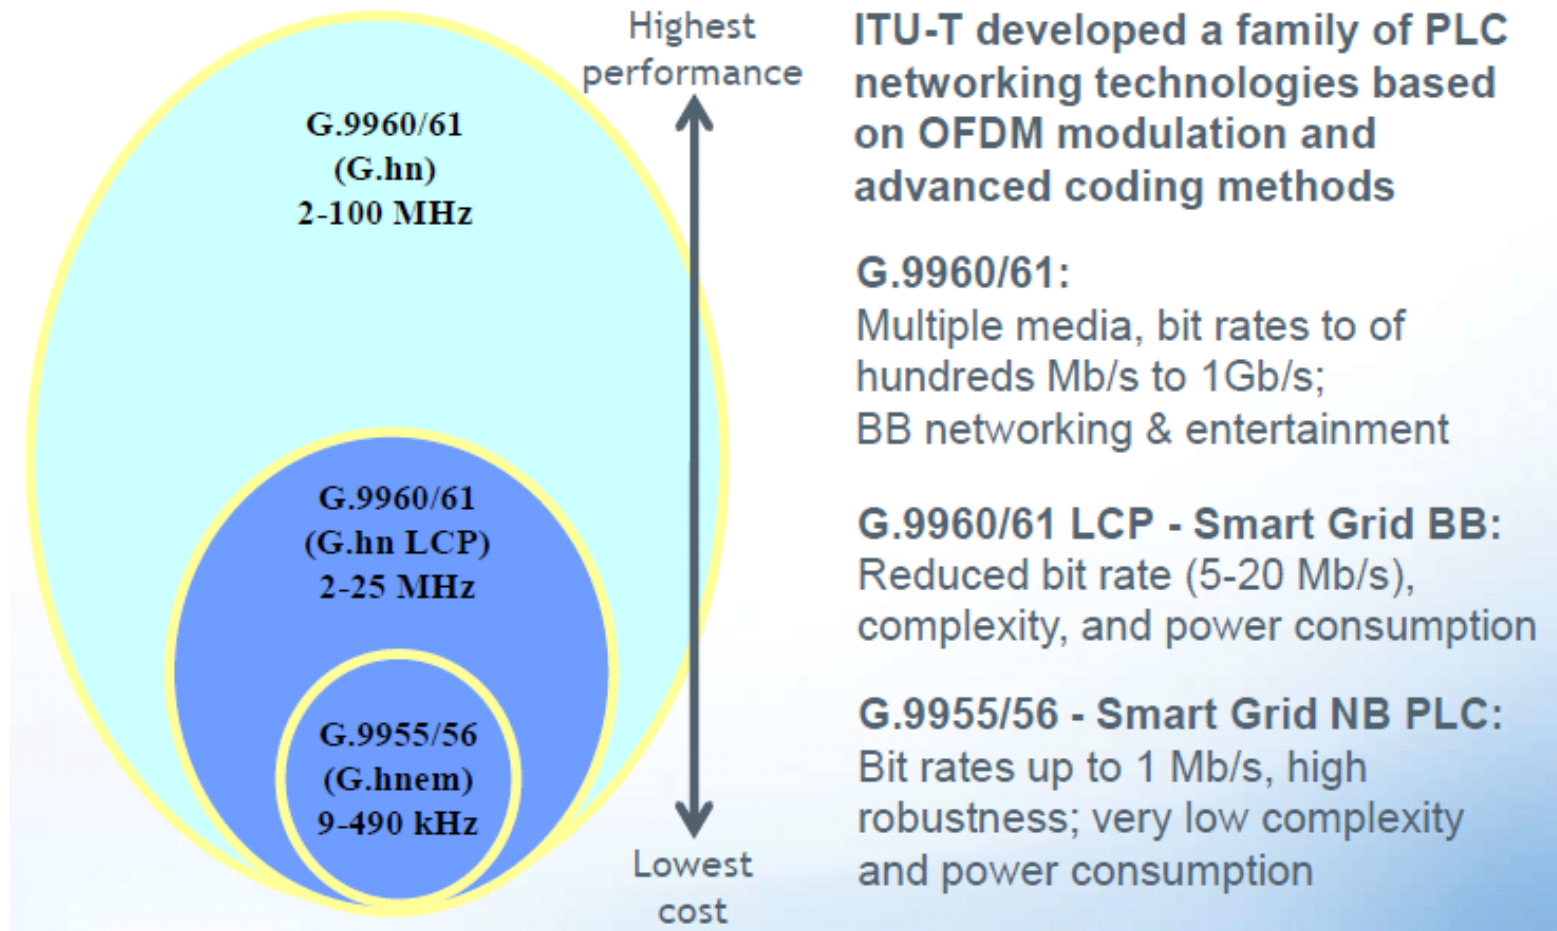 Highest
performance
G.9960/61
(G.hn)
2-100 MHz
G.9960/61
(G.hn LCP)
2-25 MHz
G.9955/56
(G.hnem)
9-490 kHz
Lowest
cost
ITU-T developed a family of PLC
networking technologies based
on OFDM modulation and
advanced coding methods
G.9960/61:
Multiple media, bit rates to of
hundreds Mb/s to 1Gb/s;
BB networking & entertainment
G.9960/61 LCP - Smart Grid BB:
Reduced bit rate (5-20 Mb/s),
complexity, and power consumption
G.9955/56 - Smart Grid NB PLC:
Bit rates up to 1 Mb/s, high
robustness; very low complexity
and power consumption